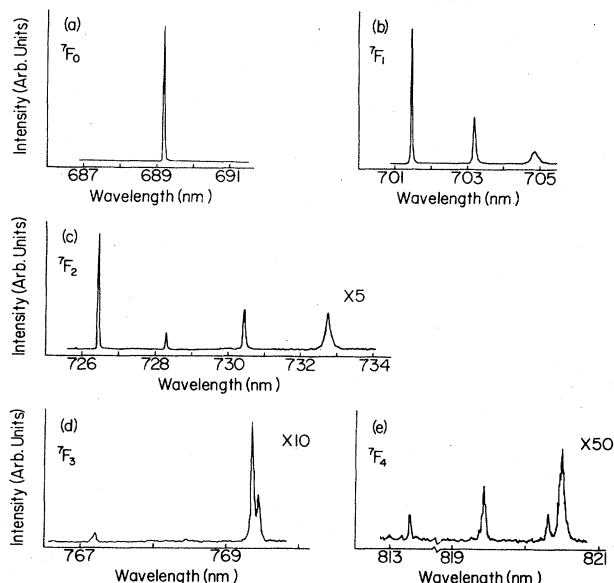 Intensity (Arb. Units)
(a)
⁷F₀
687 689 691
Wavelength (nm)
Intensity (Arb. Units)
(b)
⁷F₁
701 703 705
Wavelength (nm)
Intensity (Arb. Units)
(c)
⁷F₂
X5
726 728 730 732 734
Wavelength (nm)
Intensity (Arb. Units)
(d)
⁷F₃
X10
767 769
Wavelength (nm)
(e)
⁷F₄
X50
813 819 821
Wavelength (nm)